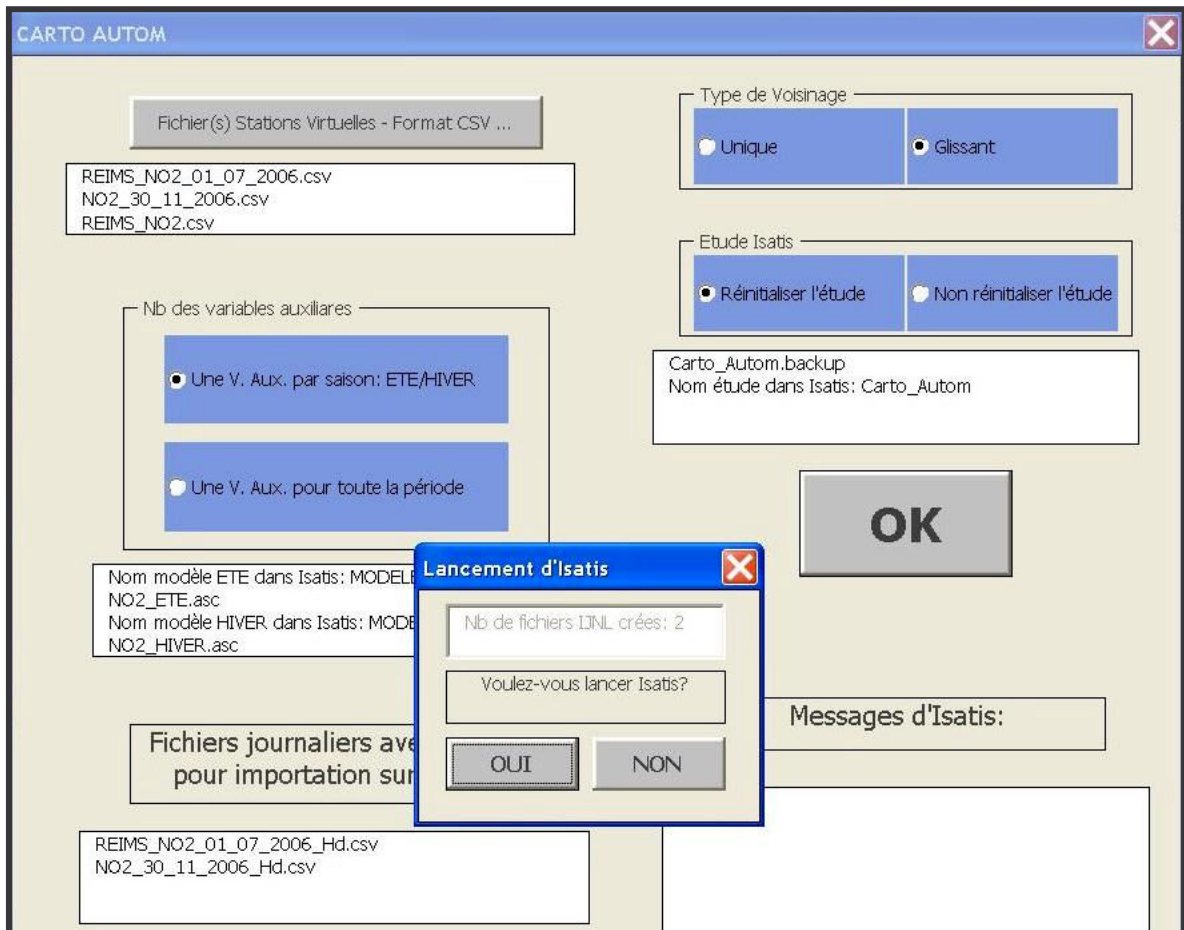 CARTO AUTOM
Fichier(s) Stations Virtuelles - Format CSV ...
REIMS_NO2_01_07_2006.csv
NO2_30_11_2006.csv
REIMS_NO2.csv
Type de Voisinage
Unique
Glissant
Etude Isatis
Réinitialiser l'étude
Non réinitialiser l'étude
Carto_Autom.backup
Nom étude dans Isatis: Carto_Autom
Nb des variables auxiliares
Une V. Aux. par saison: ETE/HIVER
Une V. Aux. pour toute la période
OK
Nom modèle ETE dans Isatis: MODELE
NO2_ETE.asc
Nom modèle HIVER dans Isatis: MODE
NO2_HIVER.asc
Lancement d'Isatis
Nb de fichiers IJNL crées: 2
Voulez-vous lancer Isatis?
OUI
NON
Fichiers journaliers ave
pour importation sur
REIMS_NO2_01_07_2006_Hd.csv
NO2_30_11_2006_Hd.csv
Messages d'Isatis: